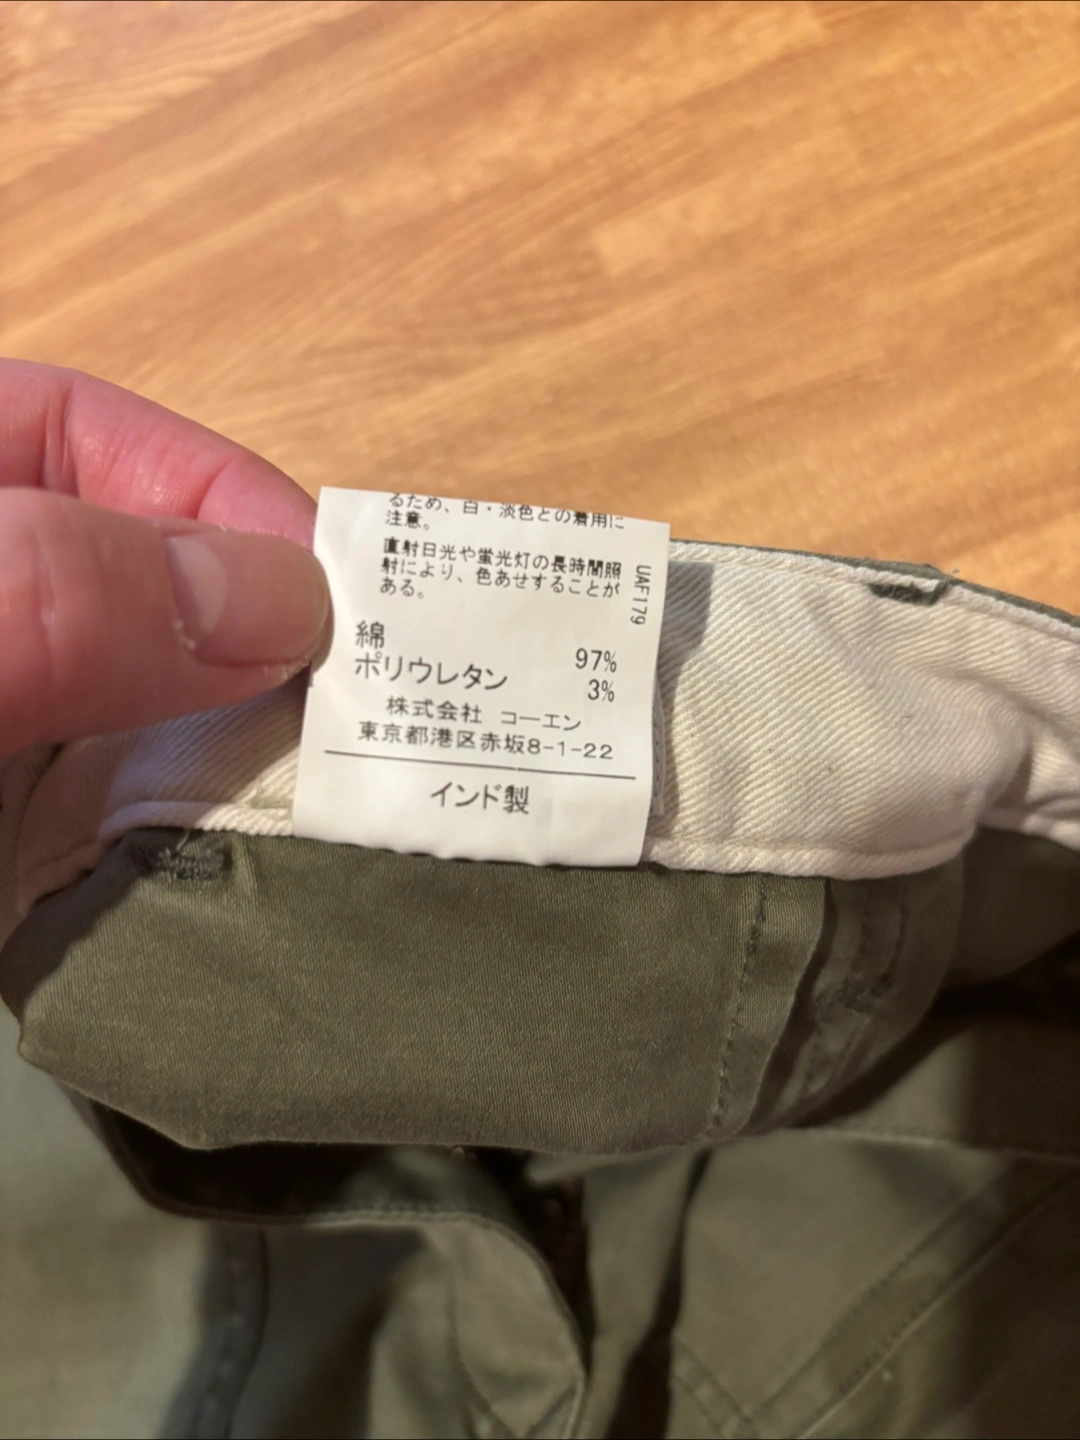 るため、白・淡色との着用に
注意。
直射日光や蛍光灯の長時間照
射により、色あせすることが
ある。
UAF179
綿 97%
ポリウレタン 3%
株式会社 コーエン
東京都港区赤坂8-1-22
インド製